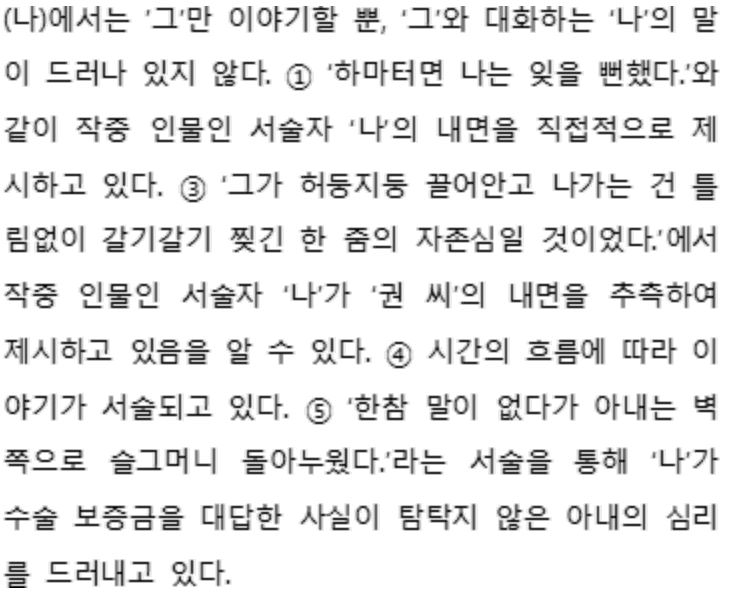 (나)에서는 ‘그’만 이야기할 뿐, ‘그’와 대화하는 ‘나’의 말
이 드러나 있지 않다. ① ‘하마터면 나는 잊을 뻔했다.’와
같이 작중 인물인 서술자 ‘나’의 내면을 직접적으로 제
시하고 있다. ③ ‘그가 허둥지둥 끌어안고 나가는 건 틀
림없이 갈기갈기 찢긴 한 줌의 자존심일 것이었다.’에서
작중 인물인 서술자 ‘나’가 ‘권 씨’의 내면을 추측하여
제시하고 있음을 알 수 있다. ④ 시간의 흐름에 따라 이
야기가 서술되고 있다. ⑤ ‘한참 말이 없다가 아내는 벽
쪽으로 슬그머니 돌아누웠다.’라는 서술을 통해 ‘나’가
수술 보증금을 대답한 사실이 탐탁지 않은 아내의 심리
를 드러내고 있다.